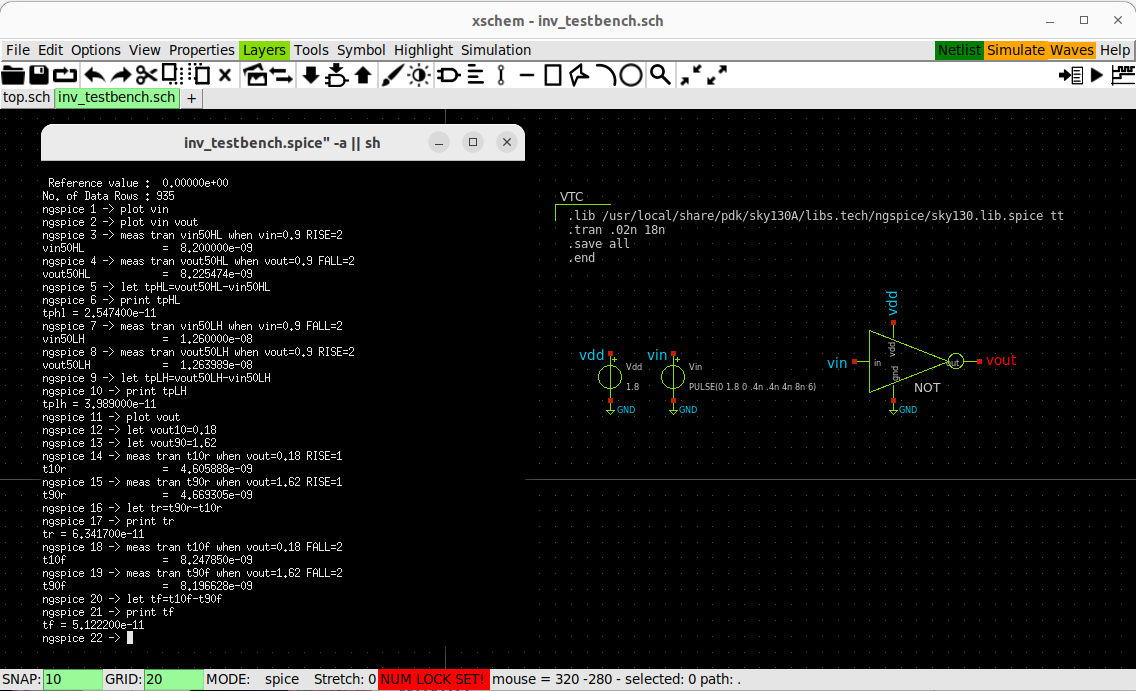 xschem - inv_testbench.sch
File Edit Options View Properties Layers Tools Symbol Highlight Simulation Netlist Simulate Waves Help
top.sch inv_testbench.sch +
inv_testbench.spice" -a || sh
Reference value : 0.00000e+00
No. of Data Rows : 935
ngspice 1 -> plot vin
ngspice 2 -> plot vin vout
ngspice 3 -> meas tran vin50HL when vin=0.9 RISE=2
vin50HL = 8.200000e-09
ngspice 4 -> meas tran vout50HL when vout=0.9 FALL=2
vout50HL = 8.225474e-09
ngspice 5 -> let tpHL=vout50HL-vin50HL
ngspice 6 -> print tpHL
tphl = 2.547400e-11
ngspice 7 -> meas tran vin50LH when vin=0.9 FALL=2
vin50LH = 1.260000e-08
ngspice 8 -> meas tran vout50LH when vout=0.9 RISE=2
vout50LH = 1.263989e-08
ngspice 9 -> let tpLH=vout50LH-vin50LH
ngspice 10 -> print tpLH
tplh = 3.989000e-11
ngspice 11 -> plot vout
ngspice 12 -> let vout10=0.18
ngspice 13 -> let vout90=1.62
ngspice 14 -> meas tran t10r when vout=0.18 RISE=1
t10r = 4.605888e-09
ngspice 15 -> meas tran t90r when vout=1.62 RISE=1
t90r = 4.669305e-09
ngspice 16 -> let tr=t90r-t10r
ngspice 17 -> print tr
tr = 6.341700e-11
ngspice 18 -> meas tran t10f when vout=0.18 FALL=2
t10f = 8.247850e-09
ngspice 19 -> meas tran t90f when vout=1.62 FALL=2
t90f = 8.196628e-09
ngspice 20 -> let tf=t10f-t90f
ngspice 21 -> print tf
tf = 5.122200e-11
ngspice 22 ->
VTC
.lib /usr/local/share/pdk/sky130A/libs.tech/ngspice/sky130.lib.spice tt
.tran .02n 18n
.save all
.end
vdd
Vdd
1.8
GND
vin
Vin
PULSE(0 1.8 0 .4n .4n 4n 8n 6)
GND
vdd
vin
in
vdd
gnd
out
vout
NOT
GND
SNAP: 10 GRID: 20 MODE: spice Stretch: 0 NUM LOCK SET! mouse = 320 -280 - selected: 0 path: .